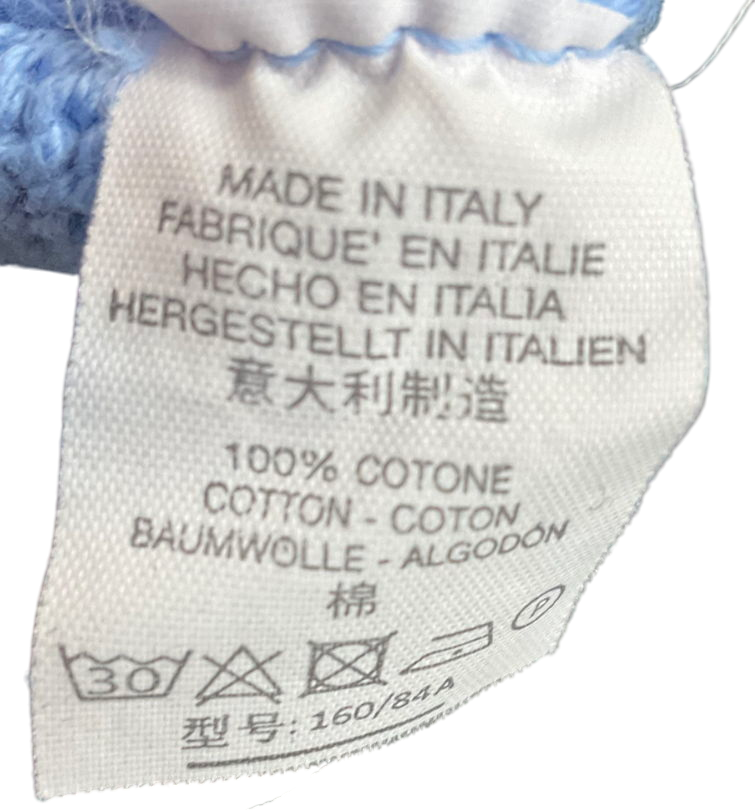 MADE IN ITALY
FABRIQUE' EN ITALIE
HECHO EN ITALIA
HERGESTELLT IN ITALIEN
意大利制造
100% COTONE
COTTON - COTON
BAUMWOLLE - ALGODÓN
棉
30 P
型号: 160/84A